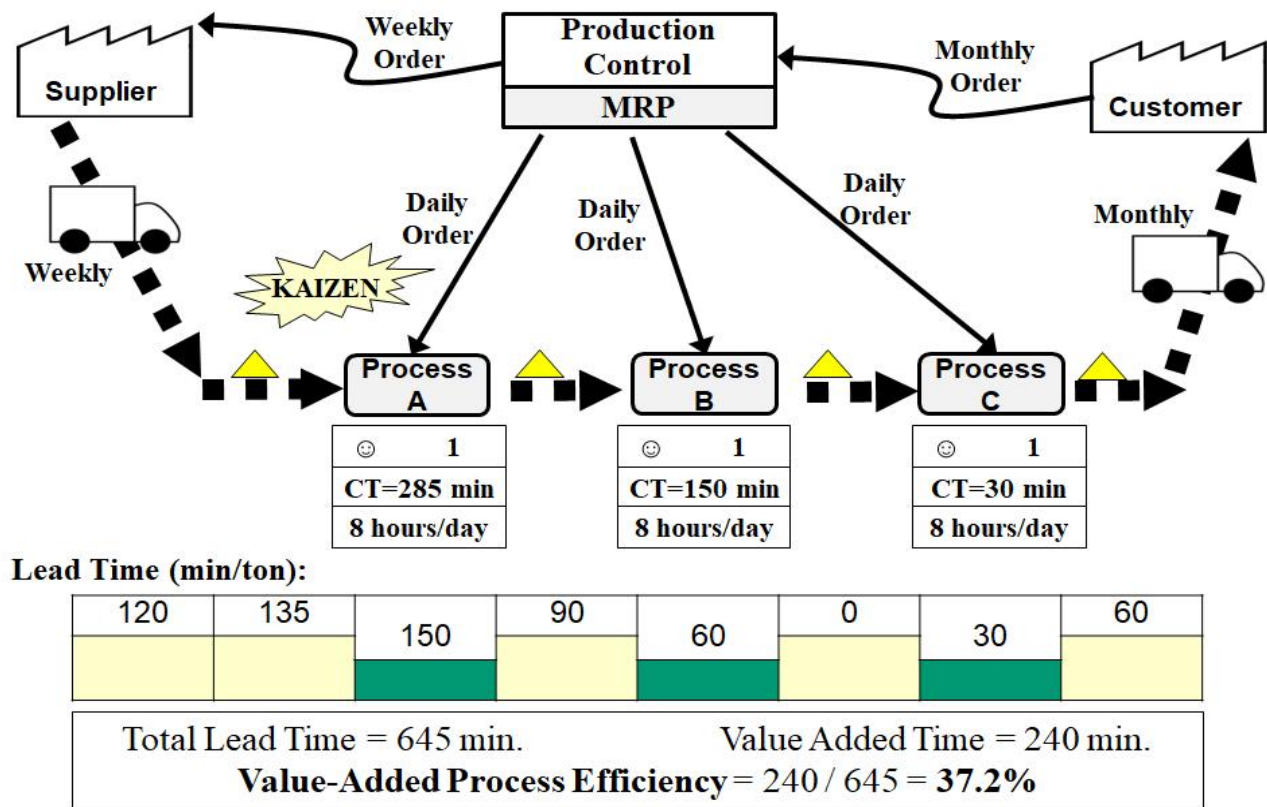 Supplier
Weekly
Order
Production
Control
MRP
Monthly
Order
Customer
Weekly
KAIZEN
Daily
Order
Daily
Order
Daily
Order
Monthly
Process
A
Process
B
Process
C
☺ 1
CT=285 min
8 hours/day
☺ 1
CT=150 min
8 hours/day
☺ 1
CT=30 min
8 hours/day
Lead Time (min/ton):
120 135 150 90 60 0 30 60
Total Lead Time = 645 min. Value Added Time = 240 min.
Value-Added Process Efficiency = 240 / 645 = 37.2%